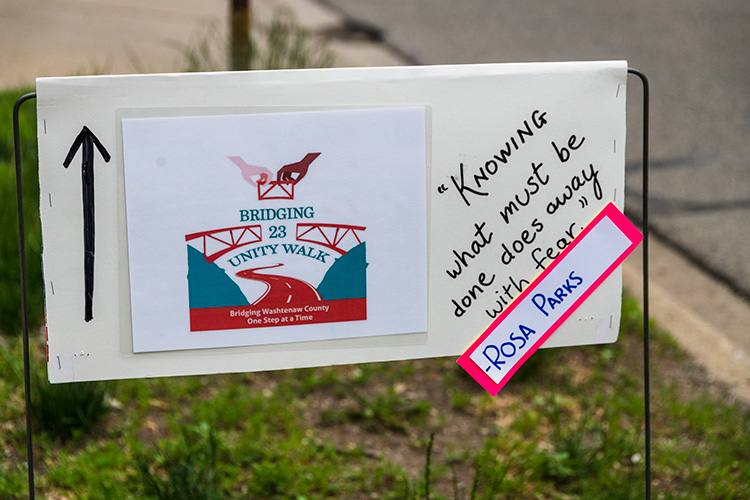 BRIDGING
23
UNITY WALK
Bridging Washtenaw County
One Step at a Time
"KNOWING
what must be
done does away
with fear."
-ROSA PARKS